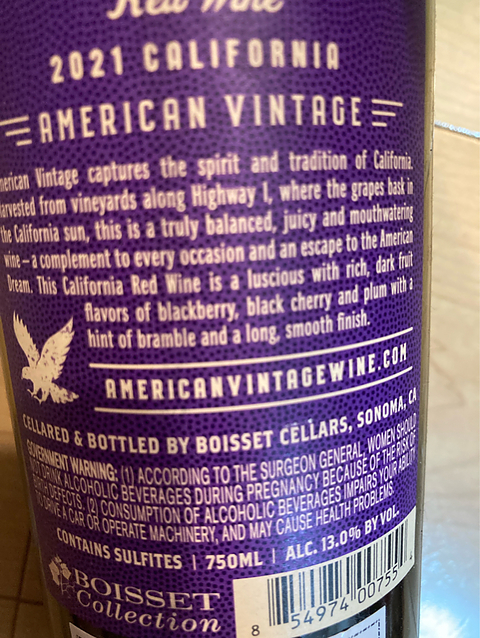 Red Wine
2021 CALIFORNIA
AMERICAN VINTAGE
merican Vintage captures the spirit and tradition of California.
arvested from vineyards along Highway 1, where the grapes bask in
the California sun, this is a truly balanced, juicy and mouthwatering
wine – a complement to every occasion and an escape to the American
Dream. This California Red Wine is a luscious with rich, dark fruit
flavors of blackberry, black cherry and plum with a
hint of bramble and a long, smooth finish.
AMERICANVINTAGEWINE.COM
CELLARED & BOTTLED BY BOISSET CELLARS, SONOMA, CA
GOVERNMENT WARNING: (1) ACCORDING TO THE SURGEON GENERAL, WOMEN SHOULD
NOT DRINK ALCOHOLIC BEVERAGES DURING PREGNANCY BECAUSE OF THE RISK OF
BIRTH DEFECTS. (2) CONSUMPTION OF ALCOHOLIC BEVERAGES IMPAIRS YOUR ABILITY
TO DRIVE A CAR OR OPERATE MACHINERY, AND MAY CAUSE HEALTH PROBLEMS.
CONTAINS SULFITES | 750ML | ALC. 13.0% BY VOL.
BOISSET
Collection
8 54974 00755 4